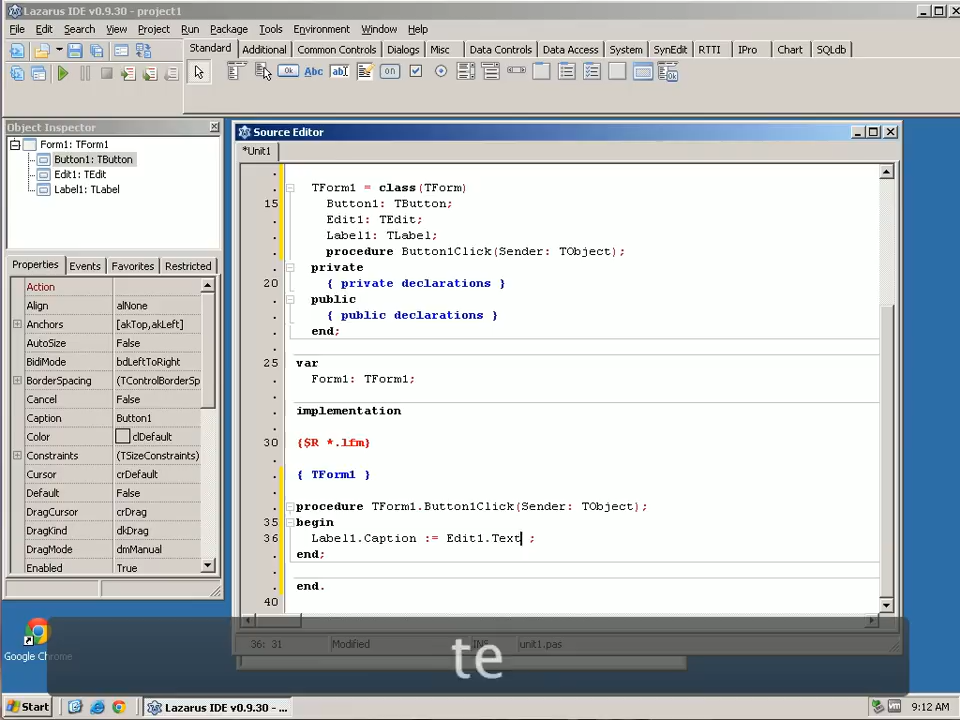 Lazarus IDE v0.9.30 - project1
File Edit Search View Project Run Package Tools Environment Window Help
Standard Additional Common Controls Dialogs Misc Data Controls Data Access System SynEdit RTTI IPro Chart SQLdb
Ok Abc ab on
Object Inspector
Form1: TForm1
Button1: TButton
Edit1: TEdit
Label1: TLabel
Properties Events Favorites Restricted
Action
Align alNone
Anchors [akTop,akLeft]
AutoSize False
BidiMode bdLeftToRight
BorderSpacing (TControlBorderSp
Cancel False
Caption Button1
Color clDefault
Constraints (TSizeConstraints)
Cursor crDefault
Default False
DragCursor crDrag
DragKind dkDrag
DragMode dmManual
Enabled True
Source Editor
*Unit1
TForm1 = class(TForm)
15 Button1: TButton;
Edit1: TEdit;
Label1: TLabel;
procedure Button1Click(Sender: TObject);
private
20 { private declarations }
public
{ public declarations }
end;
25 var
Form1: TForm1;
implementation
30 {$R *.lfm}
{ TForm1 }
procedure TForm1.Button1Click(Sender: TObject);
35 begin
36 Label1.Caption := Edit1.Text ;
end;
end.
40
36: 31 Modified INS unit1.pas
te
Google Chrome
Start Lazarus IDE v0.9.30 - ... 9:12 AM